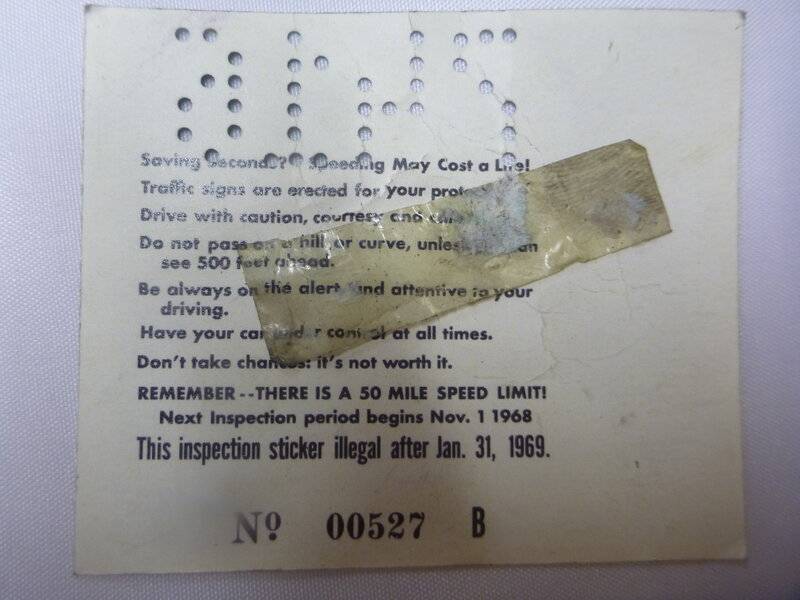 Saving Seconds? Speeding May Cost a Life!
Traffic signs are erected for your
Drive with caution, courtesy and
Do not pass on a hill or curve, unless
see 500 feet ahead.
Be always on the alert and attentive to your
driving.
Have your car under control at all times.
Don't take chances: it's not worth it.
REMEMBER--THERE IS A 50 MILE SPEED LIMIT!
Next Inspection period begins Nov. 1 1968
This inspection sticker illegal after Jan. 31, 1969.
Nº 00527 B